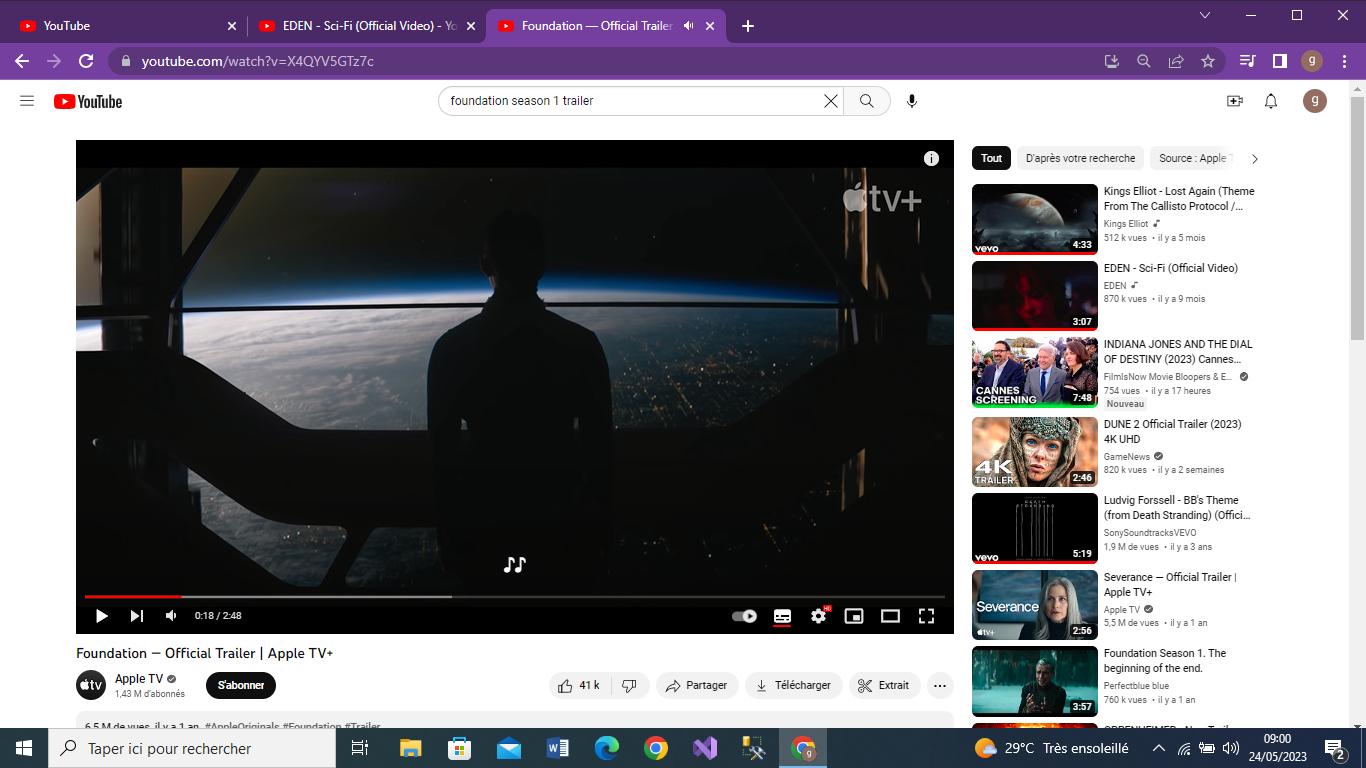 YouTube
EDEN - Sci-Fi (Official Video) - Yo
Foundation — Official Trailer
youtube.com/watch?v=X4QYV5GTz7c
g
YouTube
foundation season 1 trailer
g
tv+
♫♫
0:18 / 2:48
HD
Foundation — Official Trailer | Apple TV+
tv
Apple TV
1,43 M d'abonnés
S'abonner
41 k
Partager
Télécharger
Extrait
6,5 M de vues il y a 1 an #AppleOriginals #Foundation #Trailer
Tout
D'après votre recherche
Source : Apple T
vevo
4:33
Kings Elliot - Lost Again (Theme
From The Callisto Protocol /...
Kings Elliot
512 k vues • il y a 5 mois
3:07
EDEN - Sci-Fi (Official Video)
EDEN
870 k vues • il y a 9 mois
CANNES
SCREENING
7:48
INDIANA JONES AND THE DIAL
OF DESTINY (2023) Cannes...
FilmIsNow Movie Bloopers & E...
754 vues • il y a 17 heures
Nouveau
4K
TRAILER
2:46
DUNE 2 Official Trailer (2023)
4K UHD
GameNews
820 k vues • il y a 2 semaines
DEATH
STRANDING
vevo
5:19
Ludvig Forssell - BB's Theme
(from Death Stranding) (Offici...
SonySoundtracksVEVO
1,9 M de vues • il y a 3 ans
Severance
tv+
2:56
Severance — Official Trailer |
Apple TV+
Apple TV
5,5 M de vues • il y a 1 an
3:57
Foundation Season 1. The
beginning of the end.
Perfectblue blue
760 k vues • il y a 1 an
Taper ici pour rechercher
g
29°C Très ensoleillé
09:00
24/05/2023
2